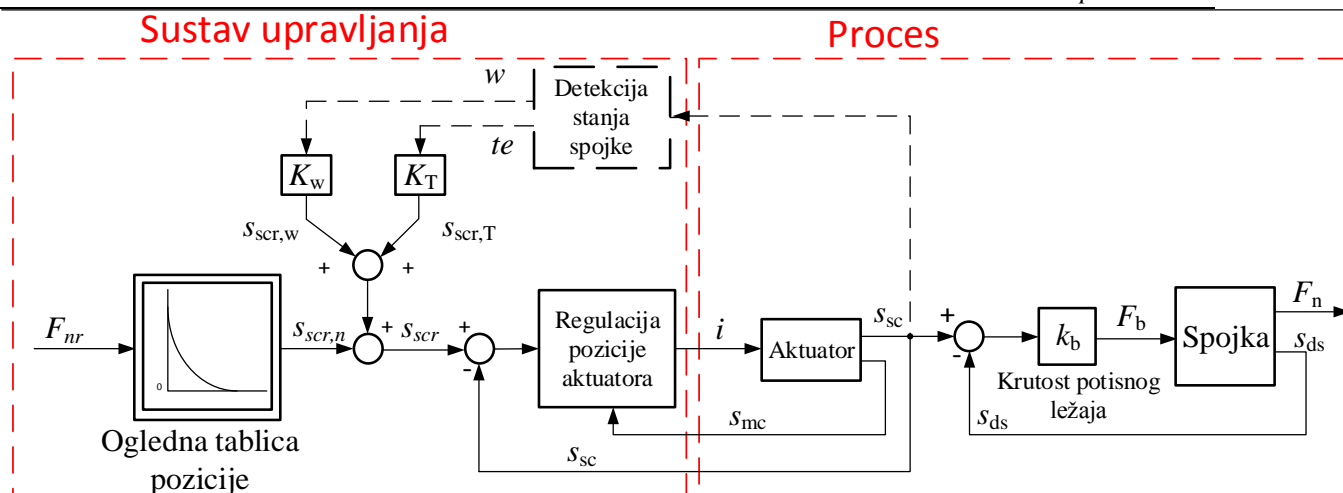 Sustav upravljanja
Proces
w
te
Detekcija
stanja
spojke
K_w
K_T
s_scr,w
s_scr,T
+
+
F_nr
0
s_scr,n
+
s_scr
+
-
Regulacija
pozicije
aktuatora
i
Aktuator
s_sc
+
-
k_b
F_b
Spojka
F_n
s_ds
Krutost potisnog
ležaja
s_ds
s_mc
s_sc
Ogledna tablica
pozicije